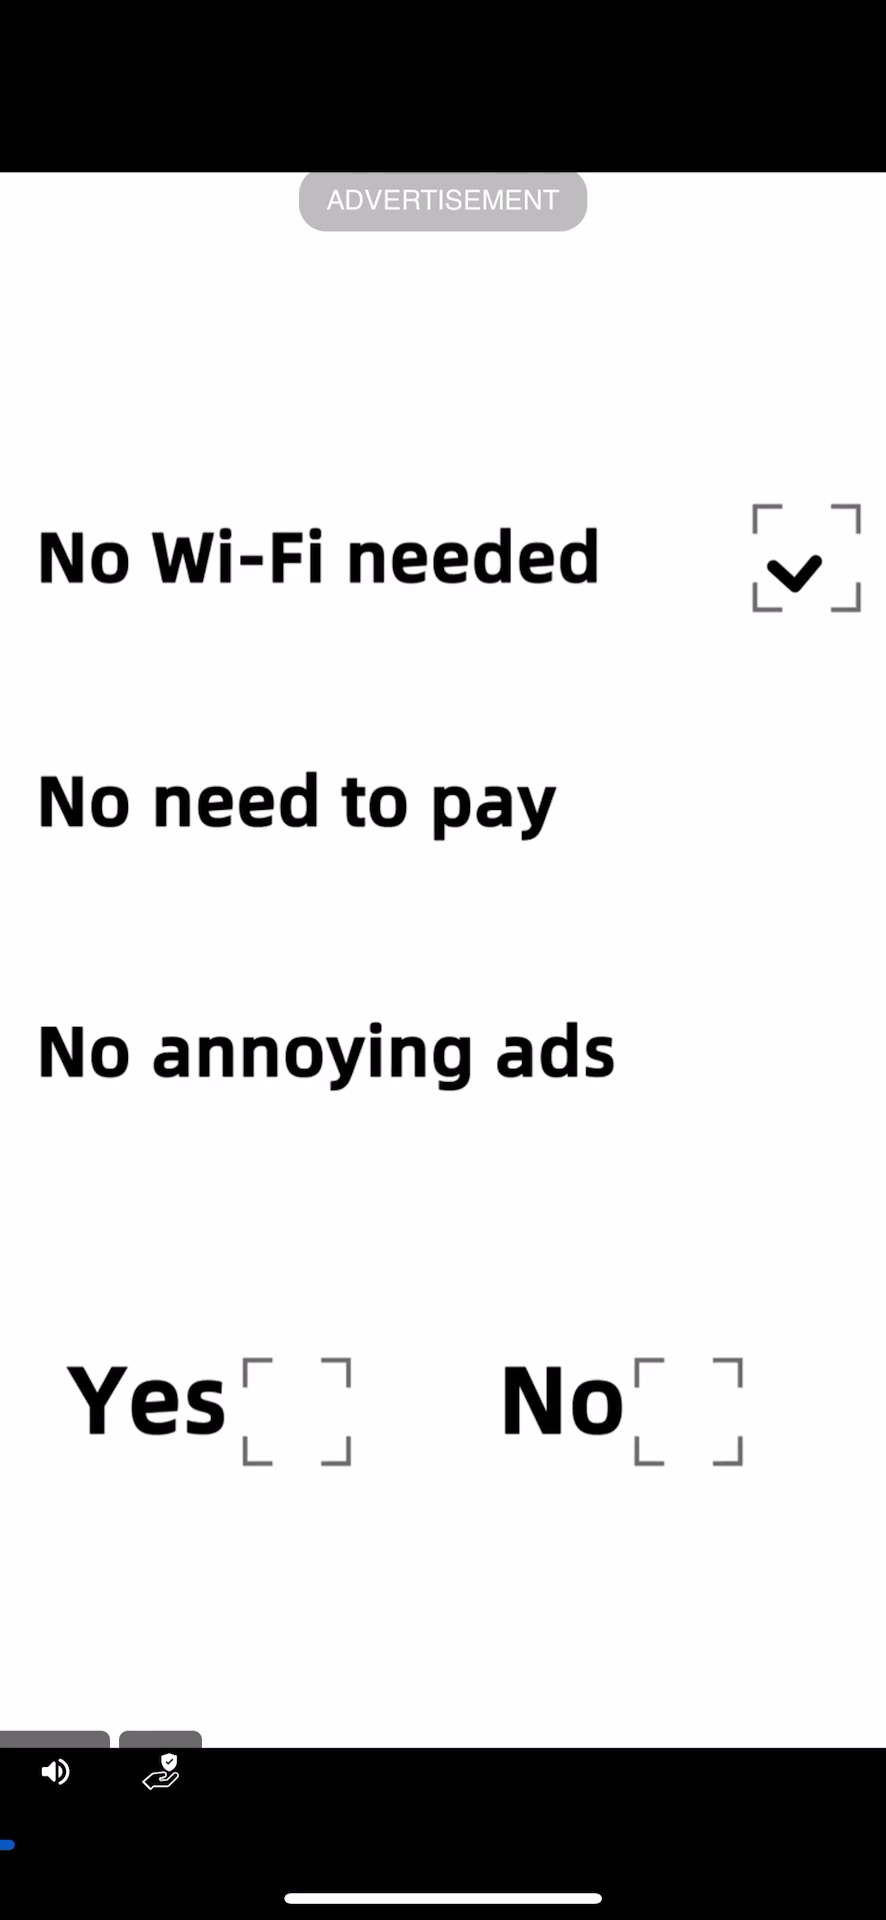 ADVERTISEMENT
No Wi-Fi needed
No need to pay
No annoying ads
Yes No